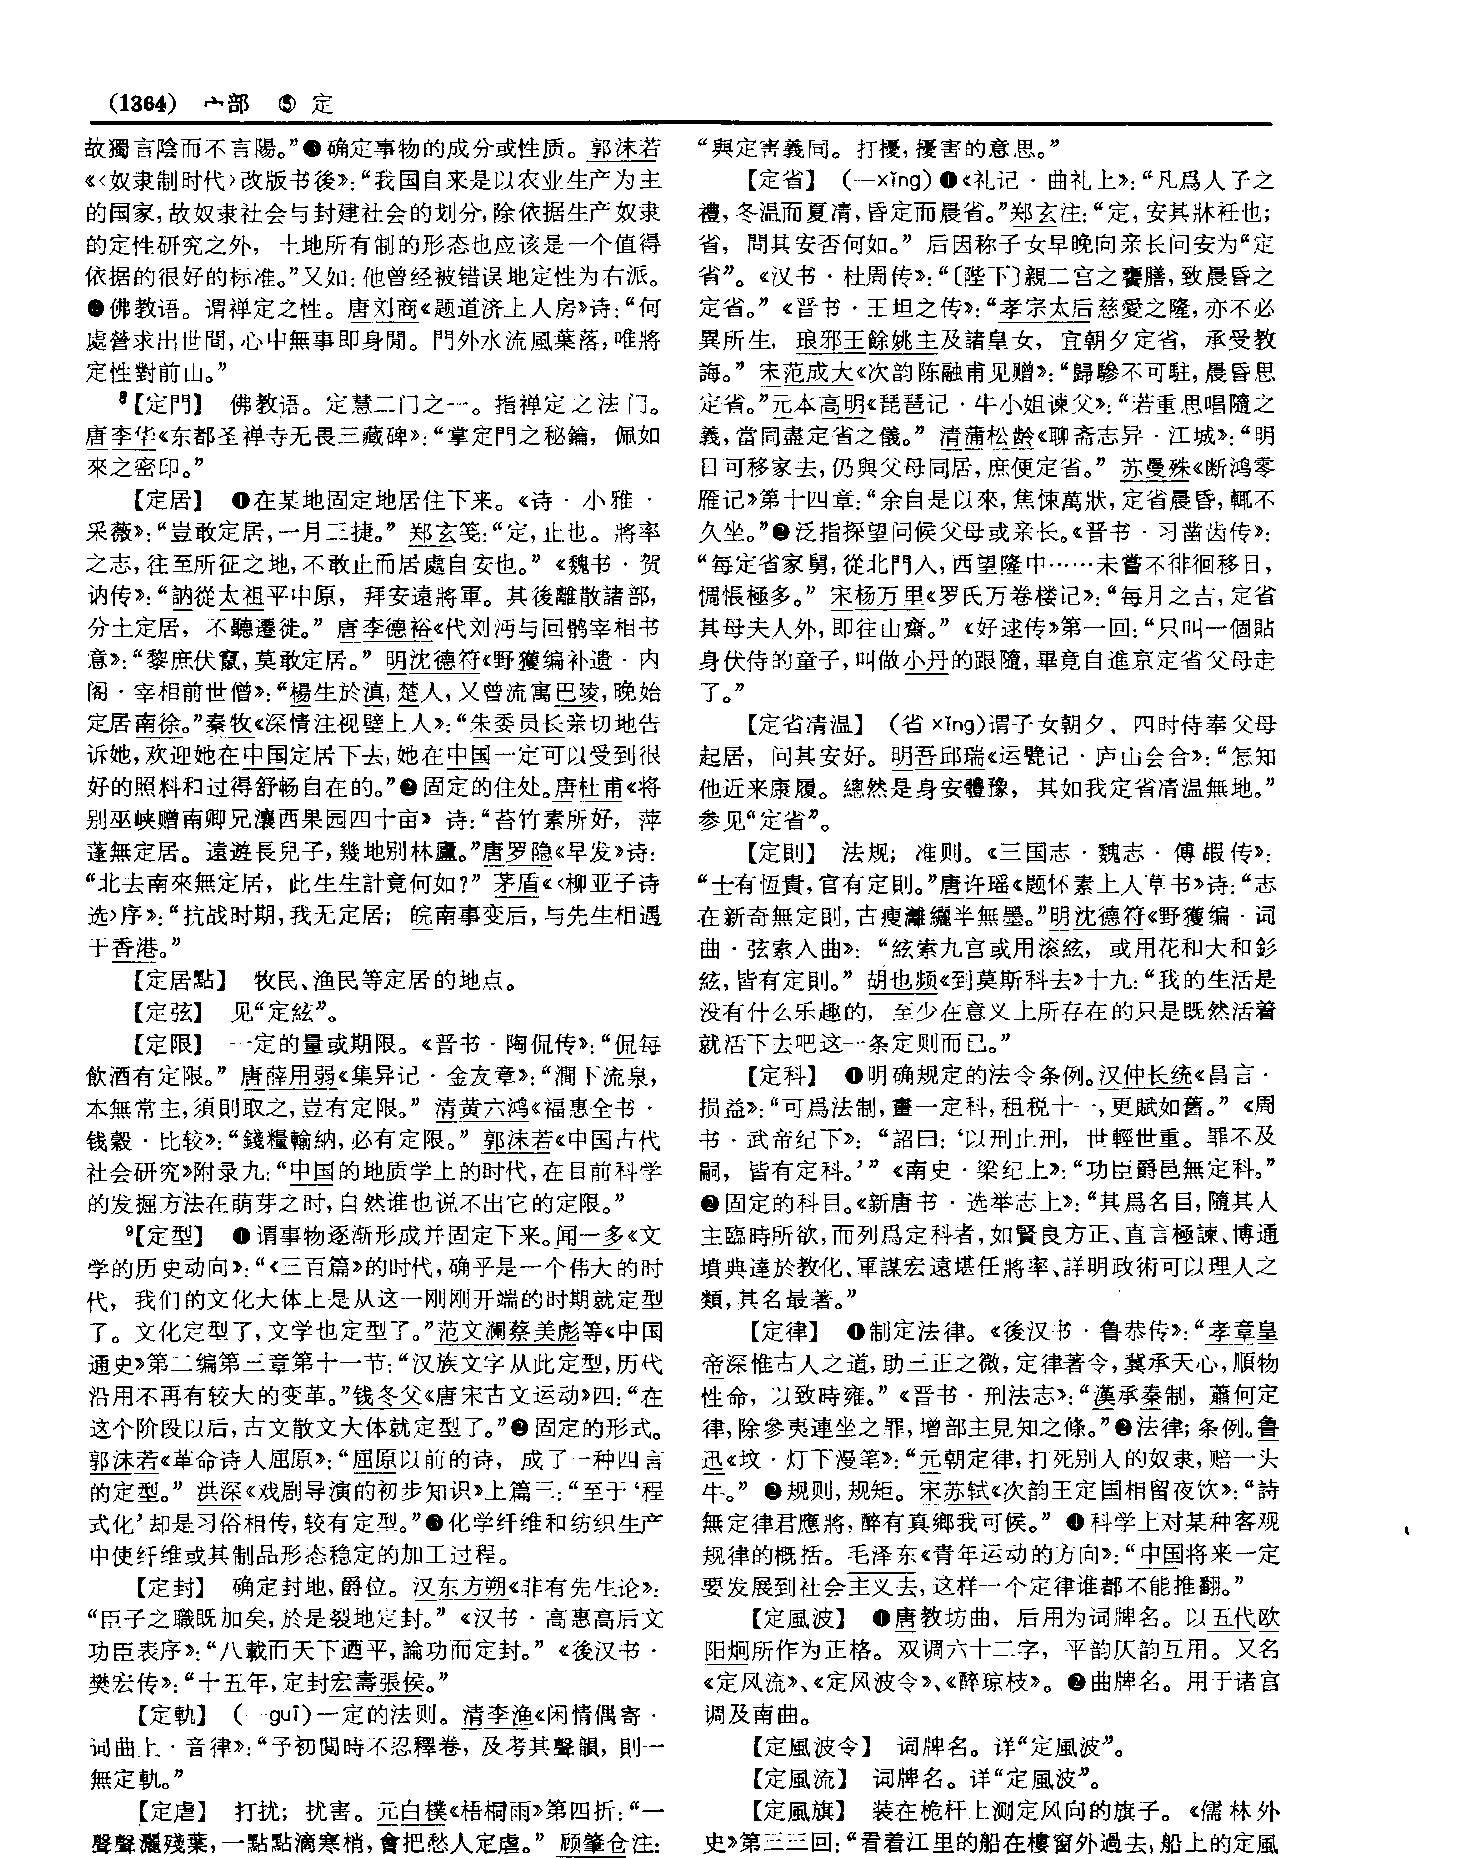 (1364) 宀部 ⑤ 定
故獨言陰而不言陽。”❸确定事物的成分或性质。郭沫若
《〈奴隶制时代〉改版书後》：“我国自来是以农业生产为主
的国家，故奴隶社会与封建社会的划分，除依据生产奴隶
的定性研究之外，土地所有制的形态也应该是一个值得
依据的很好的标准。”又如：他曾经被错误地定性为右派。
❹佛教语。谓禅定之性。唐刘商《题道济上人房》诗：“何
處營求出世間，心中無事即身閒。門外水流風葉落，唯將
定性對前山。”
⁸【定門】 佛教语。定慧二门之一。指禅定之法门。
唐李华《东都圣禅寺无畏三藏碑》：“掌定門之秘鑰，佩如
來之密印。”
【定居】 ❶在某地固定地居住下来。《诗·小雅·
采薇》：“豈敢定居，一月三捷。” 郑玄笺：“定，止也。將率
之志，往至所征之地，不敢止而居處自安也。”《魏书·贺
讷传》：“訥從太祖平中原，拜安遠將軍。其後離散諸部，
分土定居，不聽遷徙。” 唐李德裕《代刘沔与回鹘宰相书
意》：“黎庶伏竄，莫敢定居。” 明沈德符《野獲编补遗·内
阁·宰相前世僧》：“楊生於滇，楚人，又曾流寓巴陵，晚始
定居南徐。”秦牧《深情注视壁上人》：“朱委员长亲切地告
诉她，欢迎她在中国定居下去，她在中国一定可以受到很
好的照料和过得舒畅自在的。”❷固定的住处。唐杜甫《将
别巫峡赠南卿兄瀼西果园四十亩》诗：“苔竹素所好，萍
蓬無定居。遠遊長兒子，幾地別林廬。”唐罗隐《早发》诗：
“北去南來無定居，此生生計竟何如？” 茅盾《〈柳亚子诗
选〉序》：“抗战时期，我无定居；皖南事变后，与先生相遇
于香港。”
【定居點】 牧民、渔民等定居的地点。
【定弦】 见“定絃”。
【定限】 一定的量或期限。《晋书·陶侃传》：“侃每
飲酒有定限。” 唐薛用弱《集异记·金友章》：“澗下流泉，
本無常主，須則取之，豈有定限。” 清黄六鸿《福惠全书·
钱穀·比较》：“錢糧輸納，必有定限。” 郭沫若《中国古代
社会研究》附录九：“中国的地质学上的时代，在目前科学
的发掘方法在萌芽之时，自然谁也说不出它的定限。”
⁹【定型】 ❶谓事物逐渐形成并固定下来。闻一多《文
学的历史动向》：“《三百篇》的时代，确乎是一个伟大的时
代，我们的文化大体上是从这一刚刚开端的时期就定型
了。文化定型了，文学也定型了。”范文澜蔡美彪等《中国
通史》第二编第三章第十一节：“汉族文字从此定型，历代
沿用不再有较大的变革。”钱冬父《唐宋古文运动》四：“在
这个阶段以后，古文散文大体就定型了。”❷固定的形式。
郭沫若《革命诗人屈原》：“屈原以前的诗，成了一种四言
的定型。” 洪深《戏剧导演的初步知识》上篇三：“至于‘程
式化’却是习俗相传，较有定型。”❸化学纤维和纺织生产
中使纤维或其制品形态稳定的加工过程。
【定封】 确定封地，爵位。汉东方朔《非有先生论》：
“臣子之職既加矣，於是裂地定封。”《汉书·高惠高后文
功臣表序》：“八載而天下迺平，論功而定封。”《後汉书·
樊宏传》：“十五年，定封宏壽張侯。”
【定軌】 (—guǐ)一定的法则。清李渔《闲情偶寄·
词曲上·音律》：“予初閱時不忍釋卷，及考其聲韻，則一
無定軌。”
【定虐】 打扰；扰害。元白樸《梧桐雨》第四折：“一
聲聲灑殘葉，一點點滴寒梢，會把愁人定虐。” 顾肇仓注：
“與定害義同。打擾，擾害的意思。”
【定省】 (—xǐng)❶《礼记·曲礼上》：“凡爲人子之
禮，冬温而夏凊，昏定而晨省。”郑玄注：“定，安其牀衽也；
省，問其安否何如。” 后因称子女早晚向亲长问安为“定
省”。《汉书·杜周传》：“〔陛下〕親二宫之饔膳，致晨昏之
定省。”《晋书·王坦之传》：“孝宗太后慈愛之隆，亦不必
異所生，琅邪王餘姚主及諸皇女，宜朝夕定省，承受教
誨。” 宋范成大《次韵陈融甫见赠》：“歸驂不可駐，晨昏思
定省。”元本高明《琵琶记·牛小姐谏父》：“若重思唱隨之
義，當同盡定省之儀。” 清蒲松龄《聊斋志异·江城》：“明
日可移家去，仍與父母同居，庶便定省。” 苏曼殊《断鸿零
雁记》第十四章：“余自是以來，焦悚萬狀，定省晨昏，輒不
久坐。”❷泛指探望问候父母或亲长。《晋书·习凿齿传》：
“每定省家舅，從北門入，西望隆中……未嘗不徘徊移日，
惆悵極多。” 宋杨万里《罗氏万卷楼记》：“每月之吉，定省
其母夫人外，即往山齋。”《好逑传》第一回：“只叫一個貼
身伏侍的童子，叫做小丹的跟隨，畢竟自進京定省父母走
了。”
【定省清温】 (省 xǐng)谓子女朝夕、四时侍奉父母
起居，问其安好。明吾邱瑞《运甓记·庐山会合》：“怎知
他近来康履。總然是身安體豫，其如我定省清温無地。”
参见“定省”。
【定則】 法规；准则。《三国志·魏志·傅嘏传》：
“士有恆貴，官有定則。”唐许瑶《题怀素上人草书》诗：“志
在新奇無定則，古瘦灕纚半無墨。”明沈德符《野獲编·词
曲·弦索入曲》：“絃索九宫或用滚絃，或用花和大和釤
絃，皆有定則。” 胡也频《到莫斯科去》十九：“我的生活是
没有什么乐趣的，至少在意义上所存在的只是既然活着
就活下去吧这一条定则而已。”
【定科】 ❶明确规定的法令条例。汉仲长统《昌言·
损益》：“可爲法制，畫一定科，租税十一，更賦如舊。”《周
书·武帝纪下》：“詔曰：‘以刑止刑，世輕世重。罪不及
嗣，皆有定科。’”《南史·梁纪上》：“功臣爵邑無定科。”
❷固定的科目。《新唐书·选举志上》：“其爲名目，隨其人
主臨時所欲，而列爲定科者，如賢良方正、直言極諫、博通
墳典達於教化、軍謀宏遠堪任將率、詳明政術可以理人之
類，其名最著。”
【定律】 ❶制定法律。《後汉书·鲁恭传》：“孝章皇
帝深惟古人之道，助三正之微，定律著令，冀承天心，順物
性命，以致時雍。”《晋书·刑法志》：“漢承秦制，蕭何定
律，除參夷連坐之罪，增部主見知之條。”❷法律；条例。鲁
迅《坟·灯下漫笔》：“元朝定律，打死别人的奴隶，赔一头
牛。” ❷规则，规矩。宋苏轼《次韵王定国相留夜饮》：“詩
無定律君應將，醉有真鄉我可侯。” ❹科学上对某种客观
规律的概括。毛泽东《青年运动的方向》：“中国将来一定
要发展到社会主义去，这样一个定律谁都不能推翻。”
【定風波】 ❶唐教坊曲，后用为词牌名。以五代欧
阳炯所作为正格。双调六十二字，平韵仄韵互用。又名
《定风流》、《定风波令》、《醉琼枝》。❷曲牌名。用于诸宫
调及南曲。
【定風波令】 词牌名。详“定風波”。
【定風流】 词牌名。详“定風波”。
【定風旗】 装在桅杆上测定风向的旗子。《儒林外
史》第三三回：“看着江里的船在樓窗外過去，船上的定風